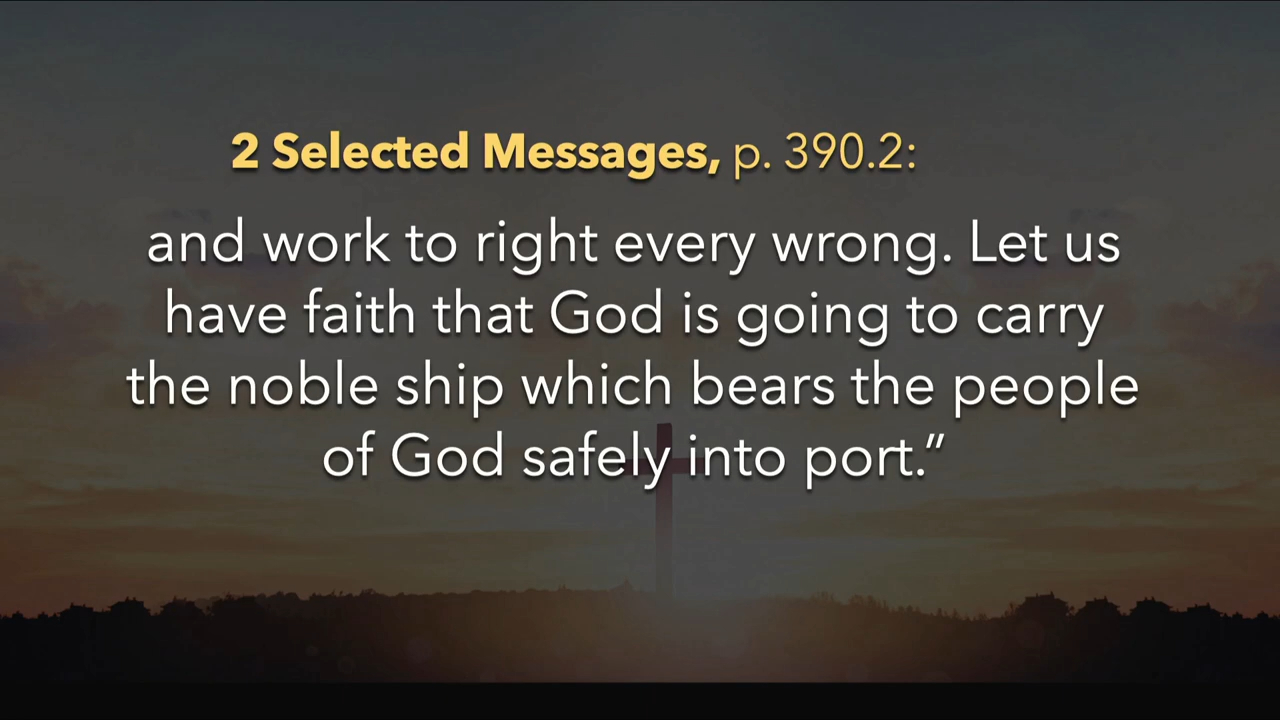 2 Selected Messages, p. 390.2:
and work to right every wrong. Let us
have faith that God is going to carry
the noble ship which bears the people
of God safely into port.”